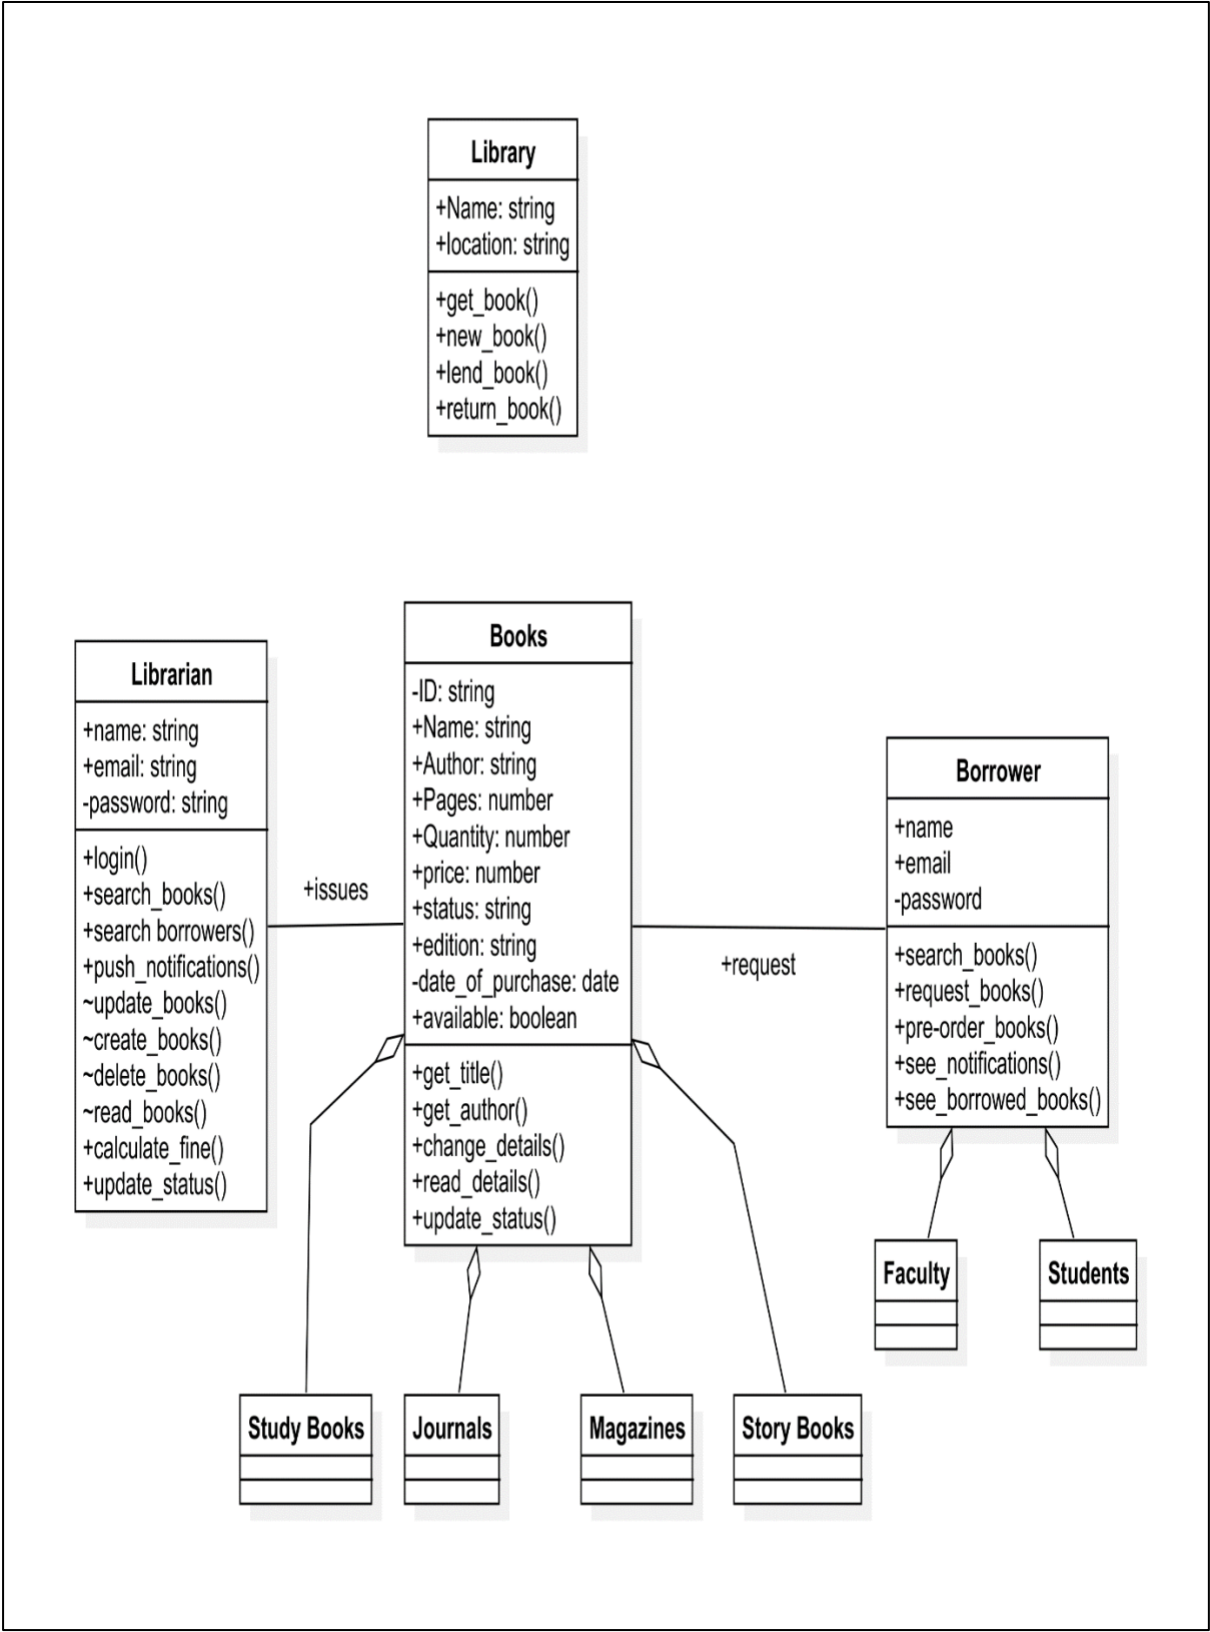 Library
+Name: string
+location: string
+get_book()
+new_book()
+lend_book()
+return_book()
Librarian
+name: string
+email: string
-password: string
+login()
+search_books()
+search borrowers()
+push_notifications()
~update_books()
~create_books()
~delete_books()
~read_books()
+calculate_fine()
+update_status()
+issues
Books
-ID: string
+Name: string
+Author: string
+Pages: number
+Quantity: number
+price: number
+status: string
+edition: string
-date_of_purchase: date
+available: boolean
+get_title()
+get_author()
+change_details()
+read_details()
+update_status()
+request
Borrower
+name
+email
-password
+search_books()
+request_books()
+pre-order_books()
+see_notifications()
+see_borrowed_books()
Faculty
Students
Study Books
Journals
Magazines
Story Books